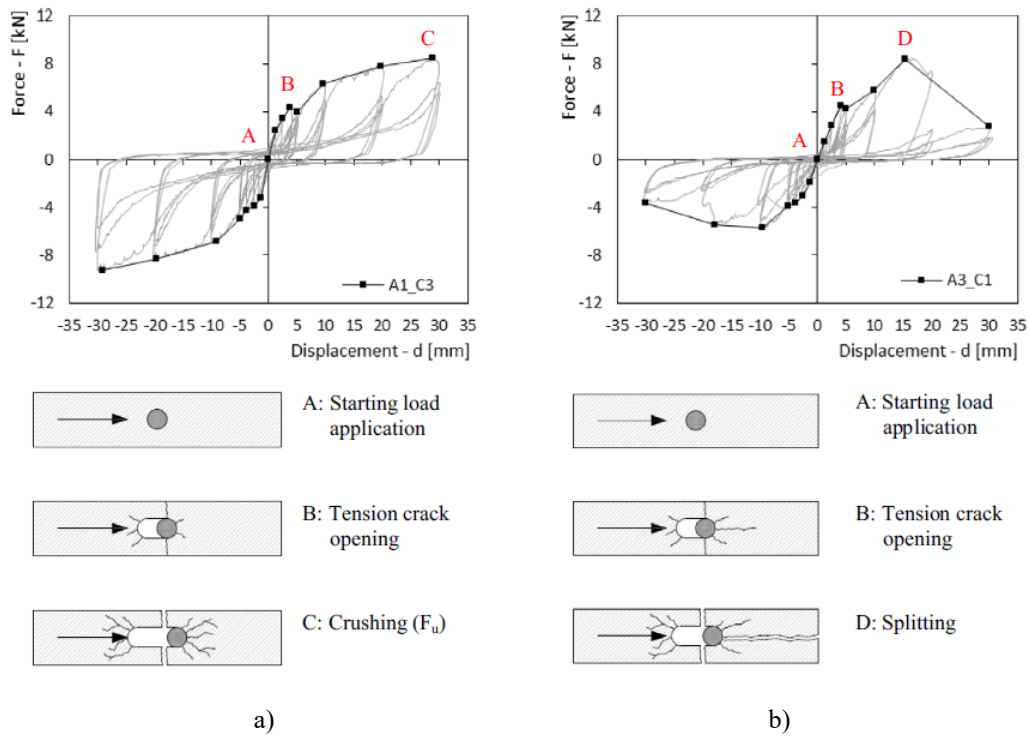 Force - F [kN]
12
8
4
0
-4
-8
-12
A
B
C
A1_C3
-35 -30 -25 -20 -15 -10 -5 0 5 10 15 20 25 30 35
Displacement - d [mm]
Force - F [kN]
12
8
4
0
-4
-8
-12
A
B
D
A3_C1
-35 -30 -25 -20 -15 -10 -5 0 5 10 15 20 25 30 35
Displacement - d [mm]
A: Starting load
application
B: Tension crack
opening
C: Crushing (Fu)
A: Starting load
application
B: Tension crack
opening
D: Splitting
a)
b)